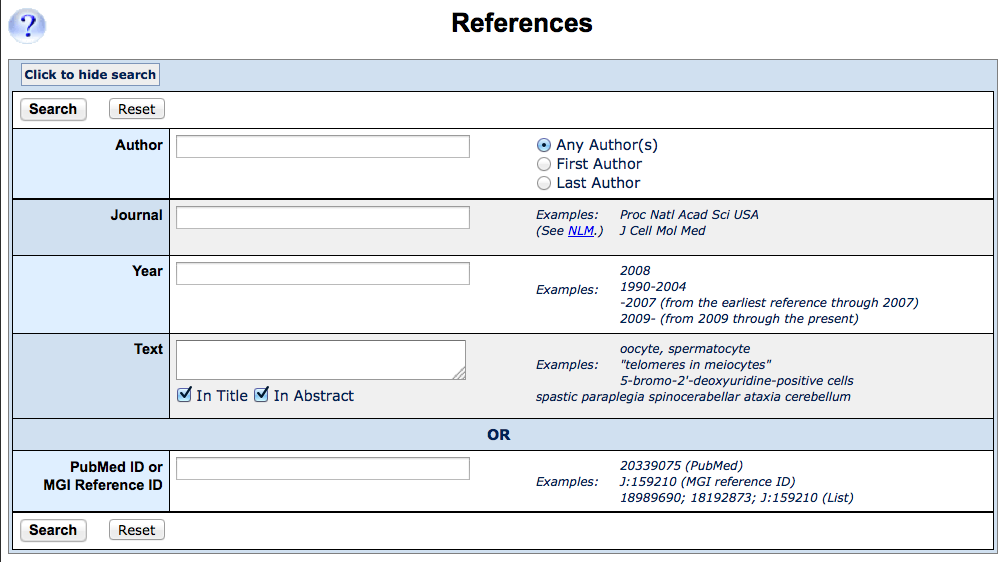 ?
References
Click to hide search
Search Reset
Author
Any Author(s)
First Author
Last Author
Journal
Examples: Proc Natl Acad Sci USA
(See NLM.) J Cell Mol Med
Year
Examples:
2008
1990-2004
-2007 (from the earliest reference through 2007)
2009- (from 2009 through the present)
Text
In Title In Abstract
Examples:
oocyte, spermatocyte
"telomeres in meiocytes"
5-bromo-2'-deoxyuridine-positive cells
spastic paraplegia spinocerabellar ataxia cerebellum
OR
PubMed ID or
MGI Reference ID
Examples:
20339075 (PubMed)
J:159210 (MGI reference ID)
18989690; 18192873; J:159210 (List)
Search Reset